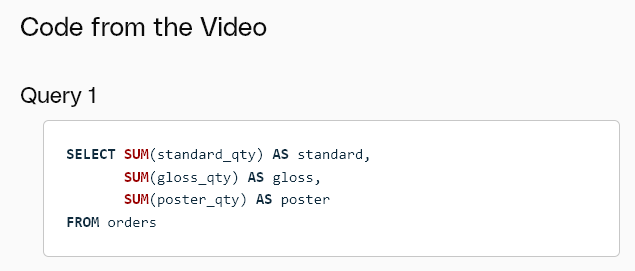 Code from the Video
Query 1
SELECT SUM(standard_qty) AS standard,
SUM(gloss_qty) AS gloss,
SUM(poster_qty) AS poster
FROM orders